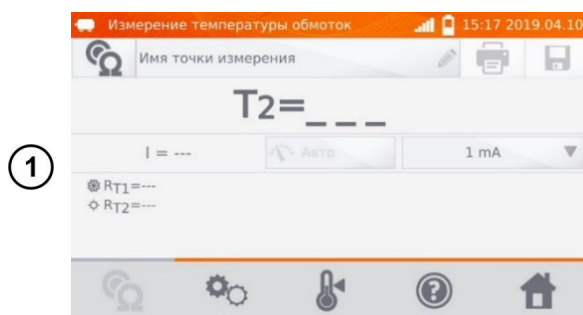 Измерение температуры обмоток 15:17 2019.04.10
Имя точки измерения
T2=_ _ _
1
I = --- Авто 1 mA
RT1=---
RT2=---
?